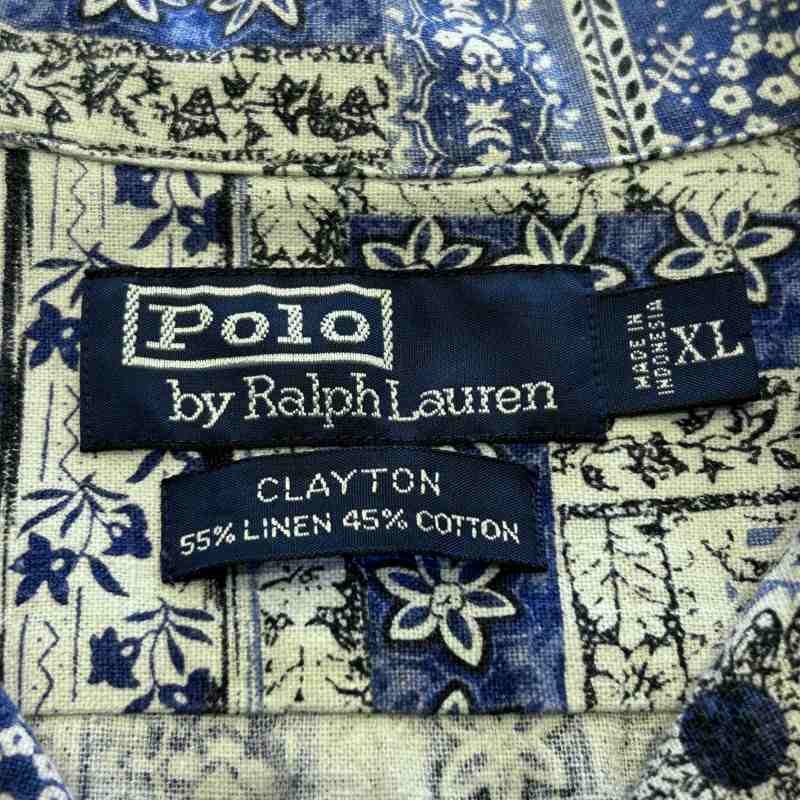 Polo
by Ralph Lauren
MADE IN
INDONESIA
XL
CLAYTON
55% LINEN 45% COTTON